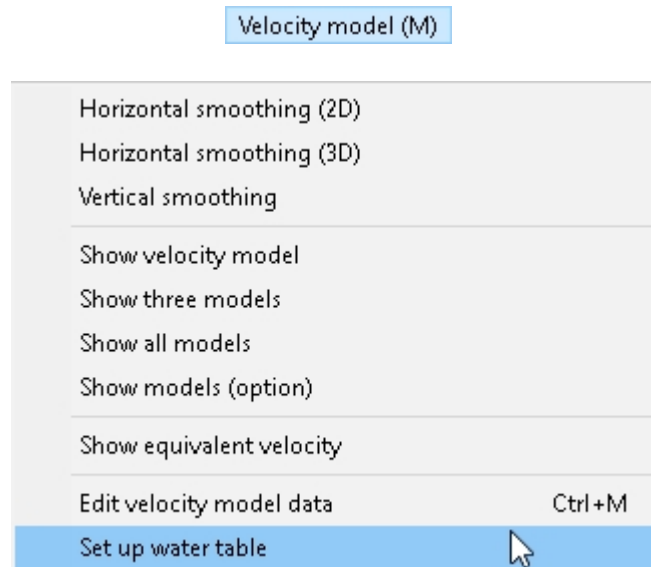 Velocity model (M)
Horizontal smoothing (2D)
Horizontal smoothing (3D)
Vertical smoothing
Show velocity model
Show three models
Show all models
Show models (option)
Show equivalent velocity
Edit velocity model data Ctrl+M
Set up water table